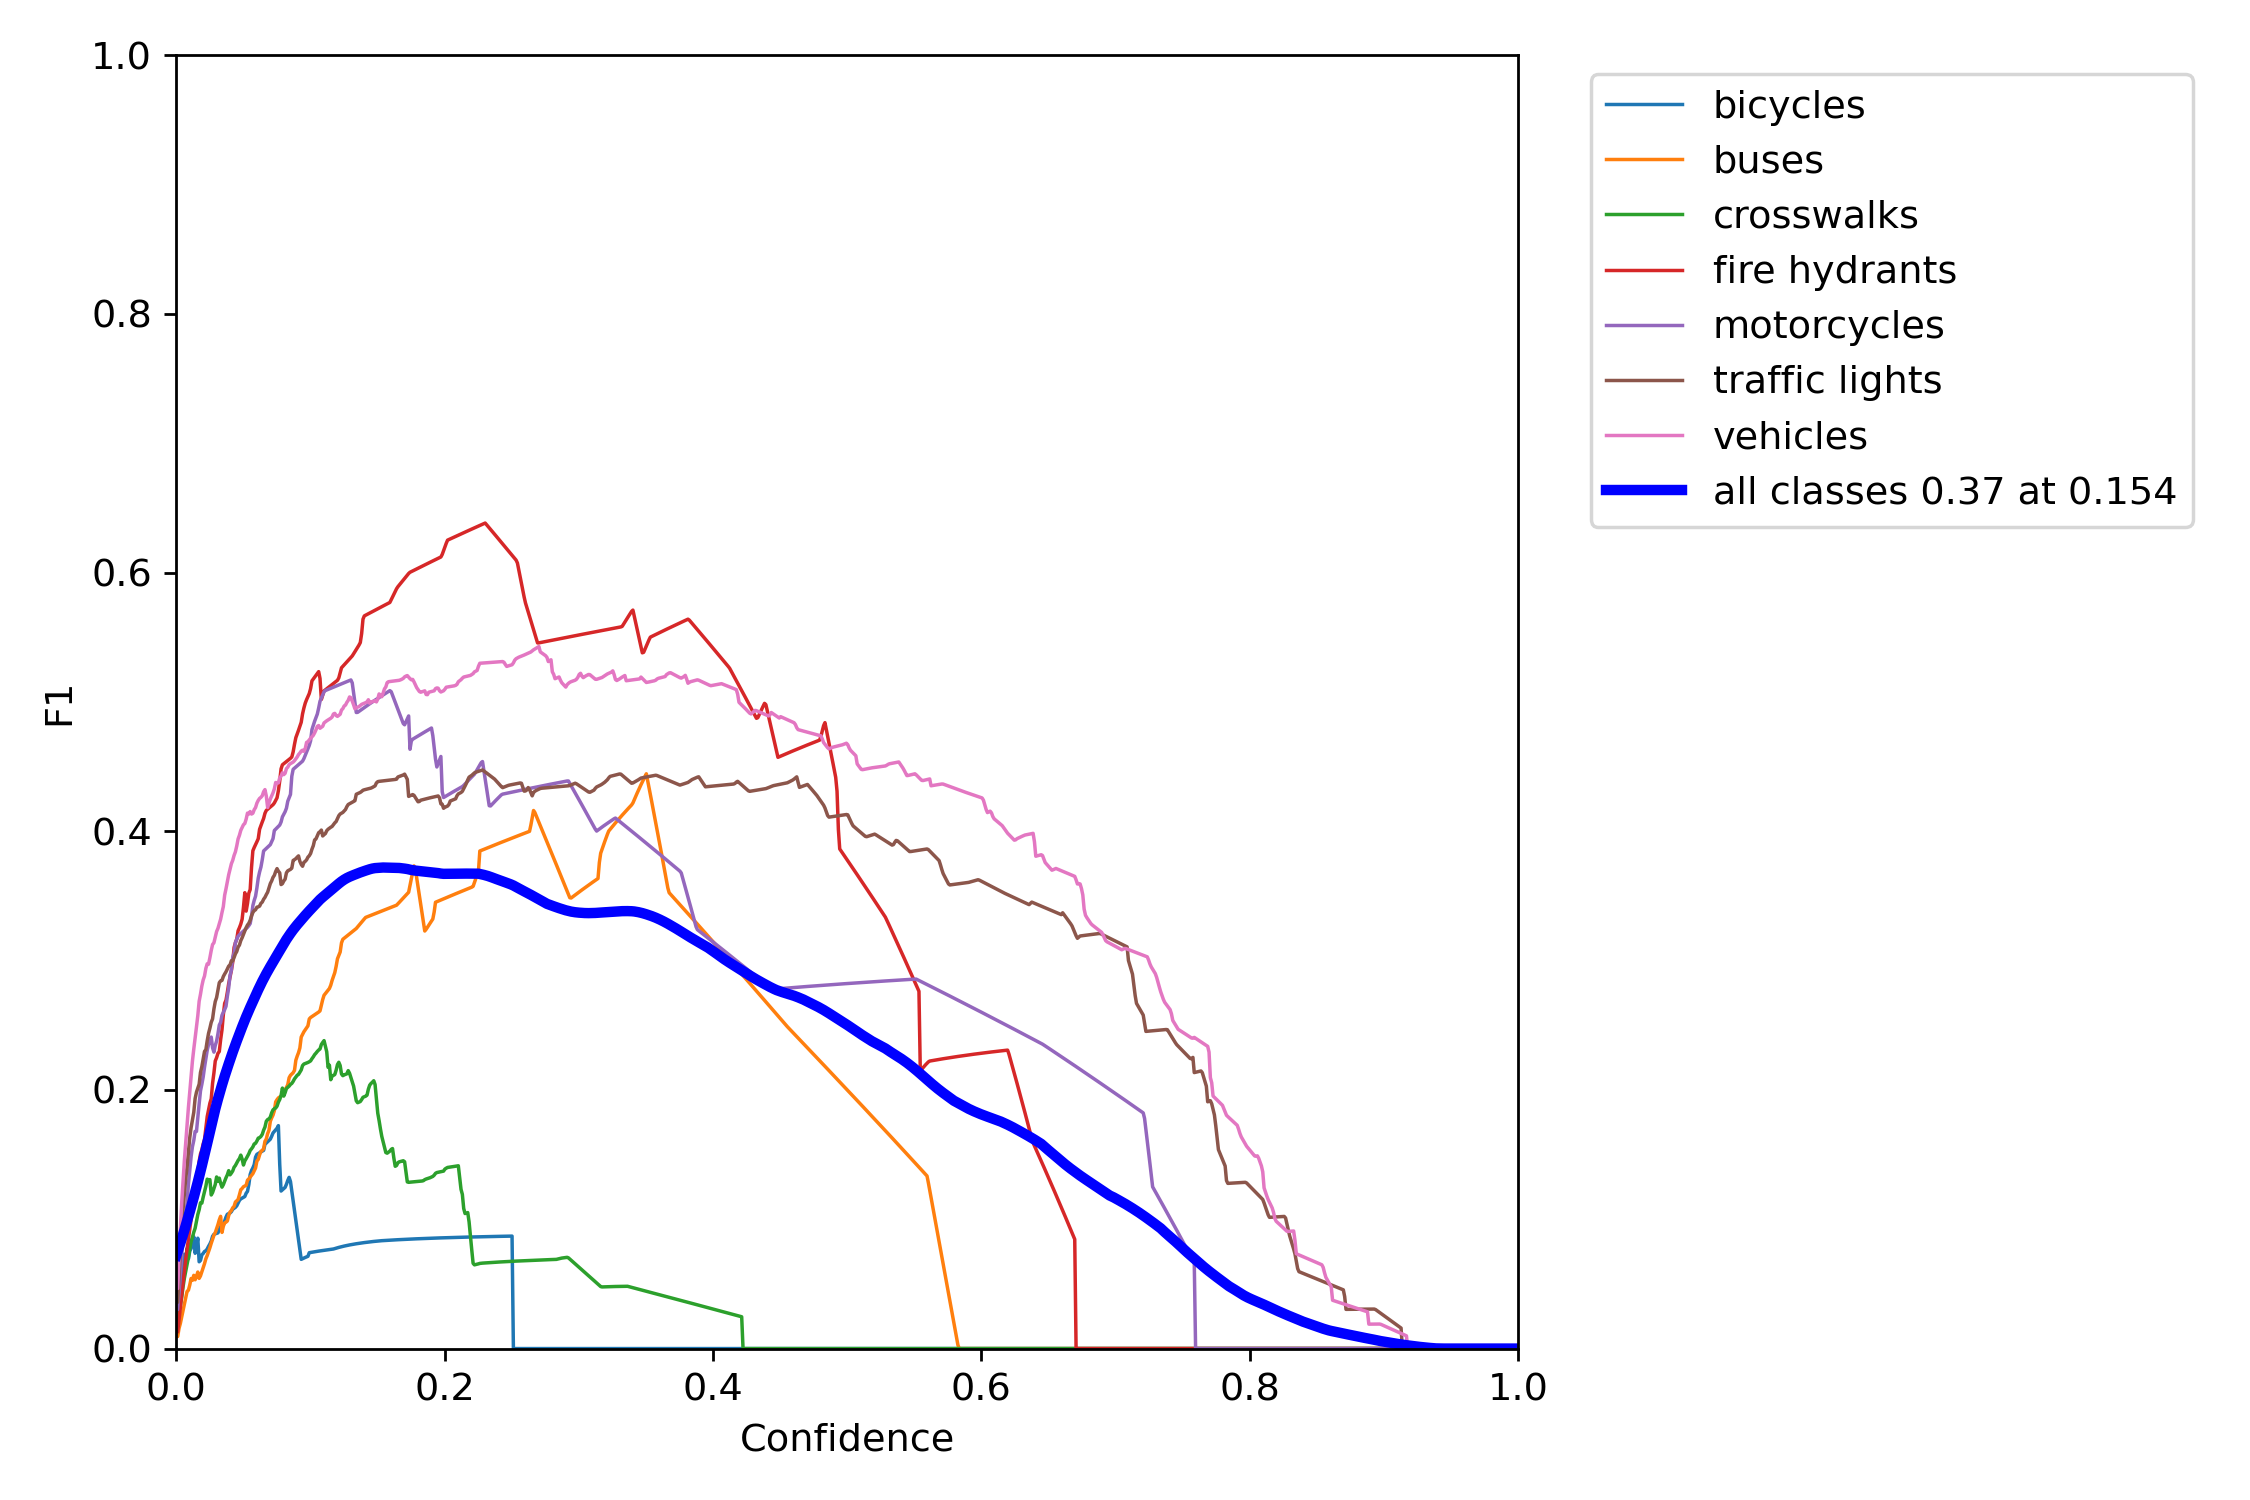 1.0
0.8
0.6
0.4
0.2
0.0
F1
0.0 0.2 0.4 0.6 0.8 1.0
Confidence
bicycles
buses
crosswalks
fire hydrants
motorcycles
traffic lights
vehicles
all classes 0.37 at 0.154